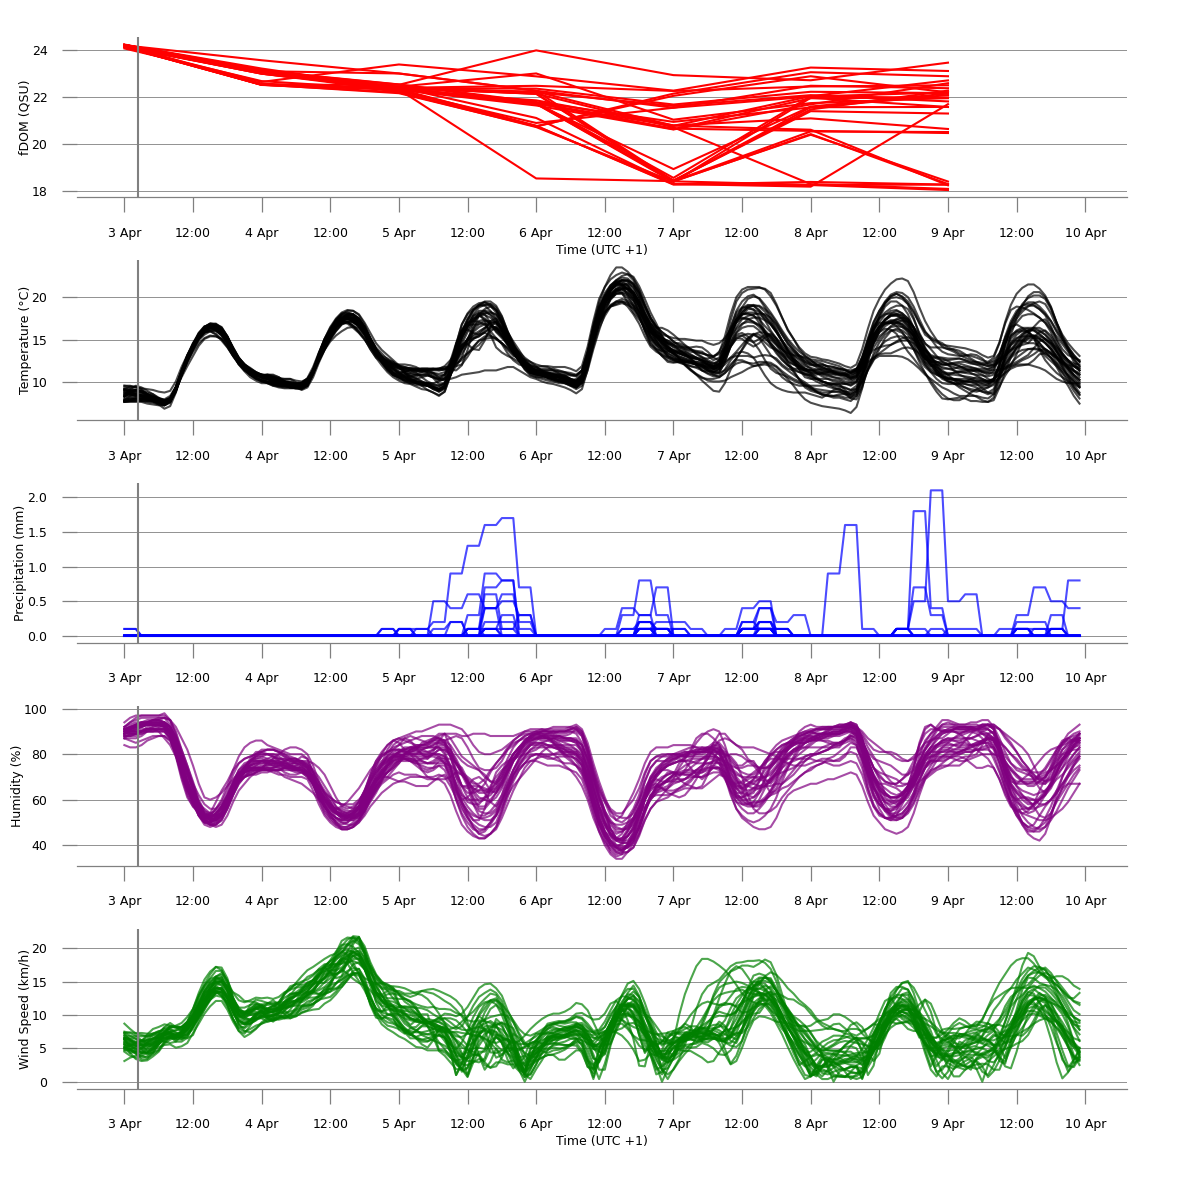 24
22
20
18
fDOM (QSU)
3 Apr 12:00 4 Apr 12:00 5 Apr 12:00 6 Apr 12:00 7 Apr 12:00 8 Apr 12:00 9 Apr 12:00 10 Apr
Time (UTC +1)
20
15
10
Temperature (°C)
3 Apr 12:00 4 Apr 12:00 5 Apr 12:00 6 Apr 12:00 7 Apr 12:00 8 Apr 12:00 9 Apr 12:00 10 Apr
2.0
1.5
1.0
0.5
0.0
Precipitation (mm)
3 Apr 12:00 4 Apr 12:00 5 Apr 12:00 6 Apr 12:00 7 Apr 12:00 8 Apr 12:00 9 Apr 12:00 10 Apr
100
80
60
40
Humidity (%)
3 Apr 12:00 4 Apr 12:00 5 Apr 12:00 6 Apr 12:00 7 Apr 12:00 8 Apr 12:00 9 Apr 12:00 10 Apr
20
15
10
5
0
Wind Speed (km/h)
3 Apr 12:00 4 Apr 12:00 5 Apr 12:00 6 Apr 12:00 7 Apr 12:00 8 Apr 12:00 9 Apr 12:00 10 Apr
Time (UTC +1)